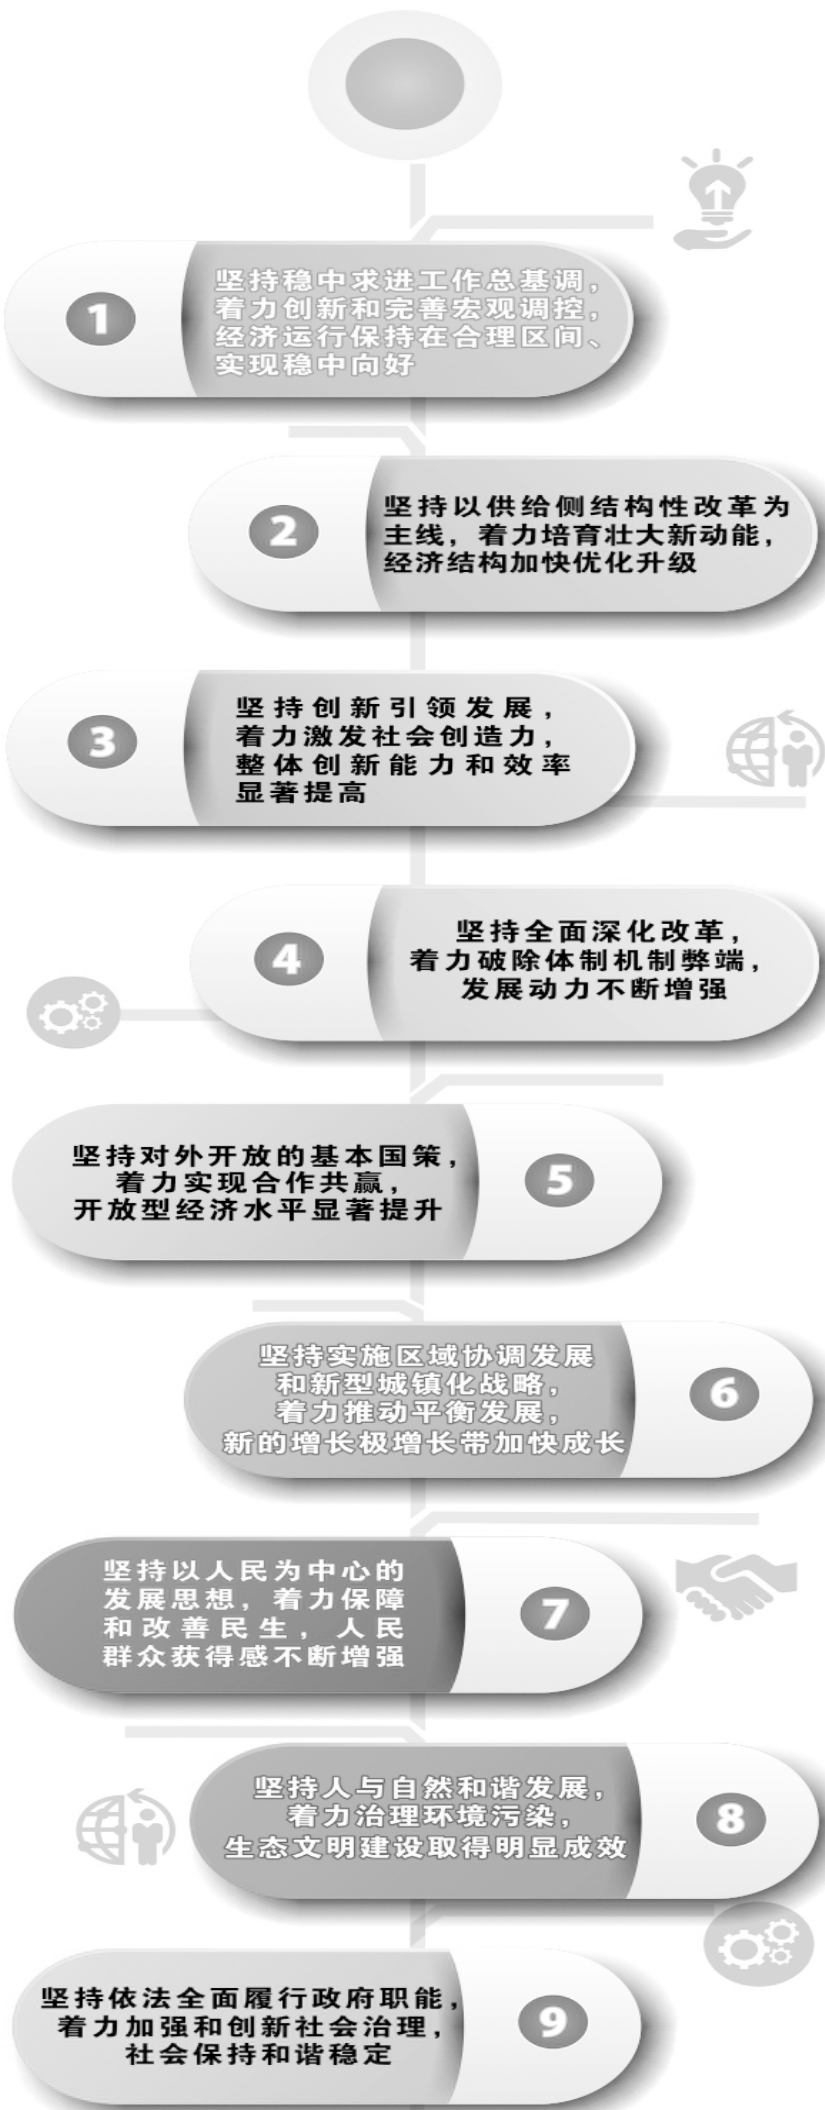 1
坚持稳中求进工作总基调，
着力创新和完善宏观调控，
经济运行保持在合理区间、
实现稳中向好
2
坚持以供给侧结构性改革为
主线，着力培育壮大新动能，
经济结构加快优化升级
3
坚持创新引领发展，
着力激发社会创造力，
整体创新能力和效率
显著提高
4
坚持全面深化改革，
着力破除体制机制弊端，
发展动力不断增强
坚持对外开放的基本国策，
着力实现合作共赢，
开放型经济水平显著提升
5
坚持实施区域协调发展
和新型城镇化战略，
着力推动平衡发展，
新的增长极增长带加快成长
6
坚持以人民为中心的
发展思想，着力保障
和改善民生，人民
群众获得感不断增强
7
坚持人与自然和谐发展，
着力治理环境污染，
生态文明建设取得明显成效
8
坚持依法全面履行政府职能，
着力加强和创新社会治理，
社会保持和谐稳定
9